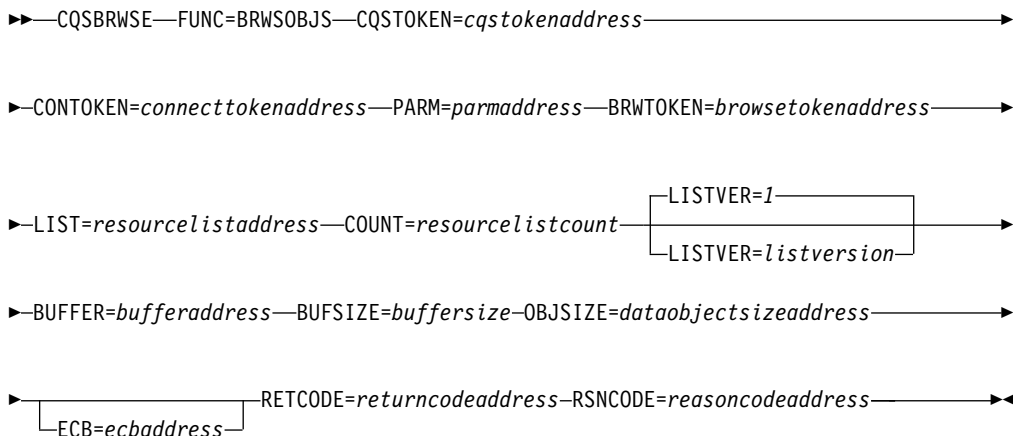 CQSBRWSE FUNC=BRWSOBJS CQSTOKEN=cqstokenaddress
CONTOKEN=connecttokenaddress PARM=parmaddress BRWTOKEN=browsetokenaddress
LISTVER=1
LIST=resourcelistaddress COUNT=resourcelistcount
LISTVER=listversion
BUFFER=bufferaddress BUFSIZE=buffersize OBJSIZE=dataobjectsizeaddress
RETCODE=returncodeaddress RSNCODE=reasoncodeaddress
ECB=ecbaddress